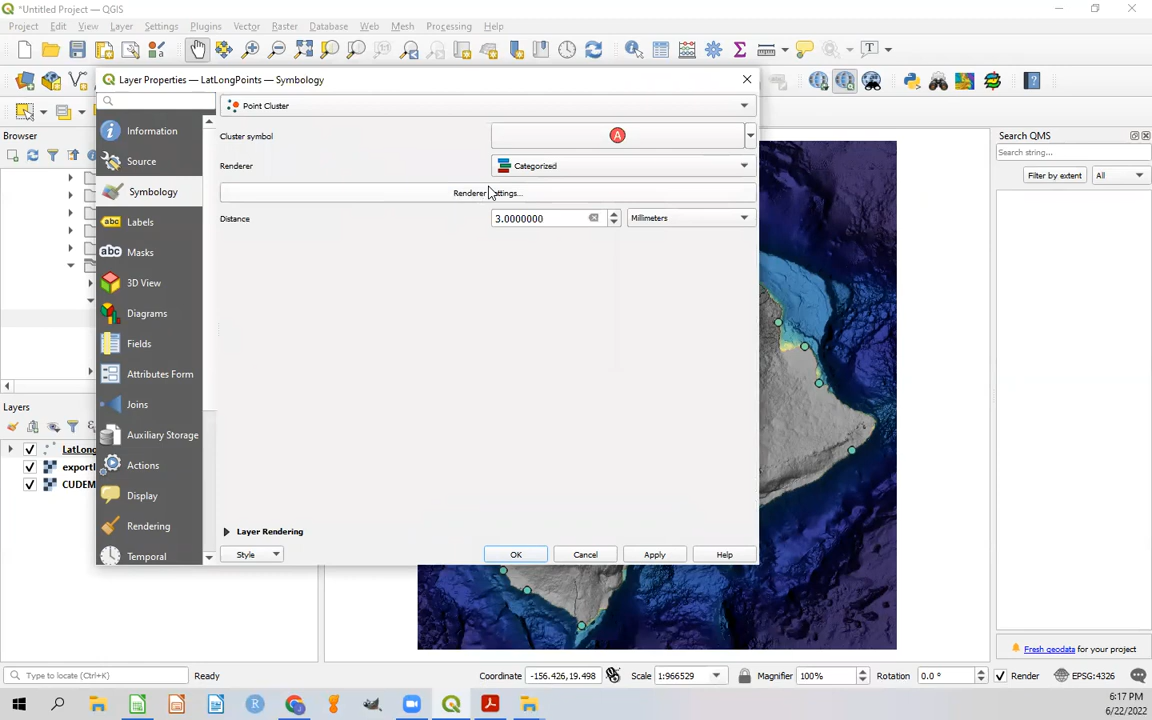 *Untitled Project — QGIS
Project Edit View Layer Settings Plugins Vector Raster Database Web Mesh Processing Help
Layer Properties — LatLongPoints — Symbology
Point Cluster
Browser
Information
Cluster symbol
A
Search QMS
Search string...
Source
Renderer
Categorized
Filter by extent
All
Symbology
Renderer
ttings...
abc Labels
Distance
3.0000000
Millimeters
abc Masks
3D View
Diagrams
Fields
Attributes Form
Joins
Layers
Auxiliary Storage
LatLong
Actions
CUDEM
Display
Rendering
Layer Rendering
Temporal
Style
OK
Cancel
Apply
Help
Fresh geodata for your project
Type to locate (Ctrl+K)
Ready
Coordinate
-156.426,19.498
Scale
1:966529
Magnifier
100%
Rotation
0.0 °
Render
EPSG:4326
6:17 PM
6/22/2022